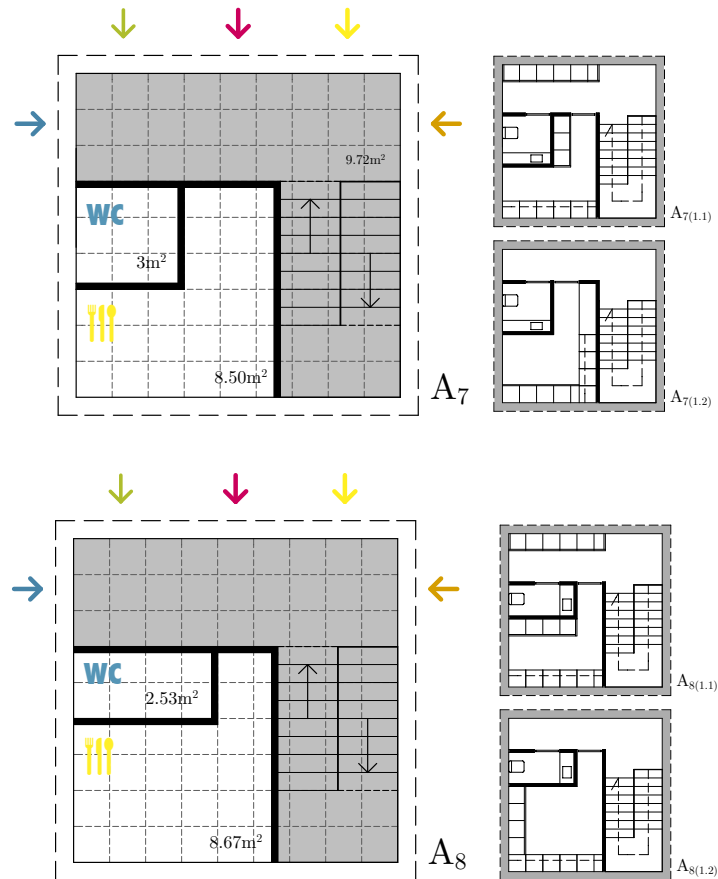 9.72m²
WC
3m²
8.50m²
A₇
A₇₍₁.₁₎
A₇₍₁.₂₎
WC
2.53m²
8.67m²
A₈
A₈₍₁.₁₎
A₈₍₁.₂₎